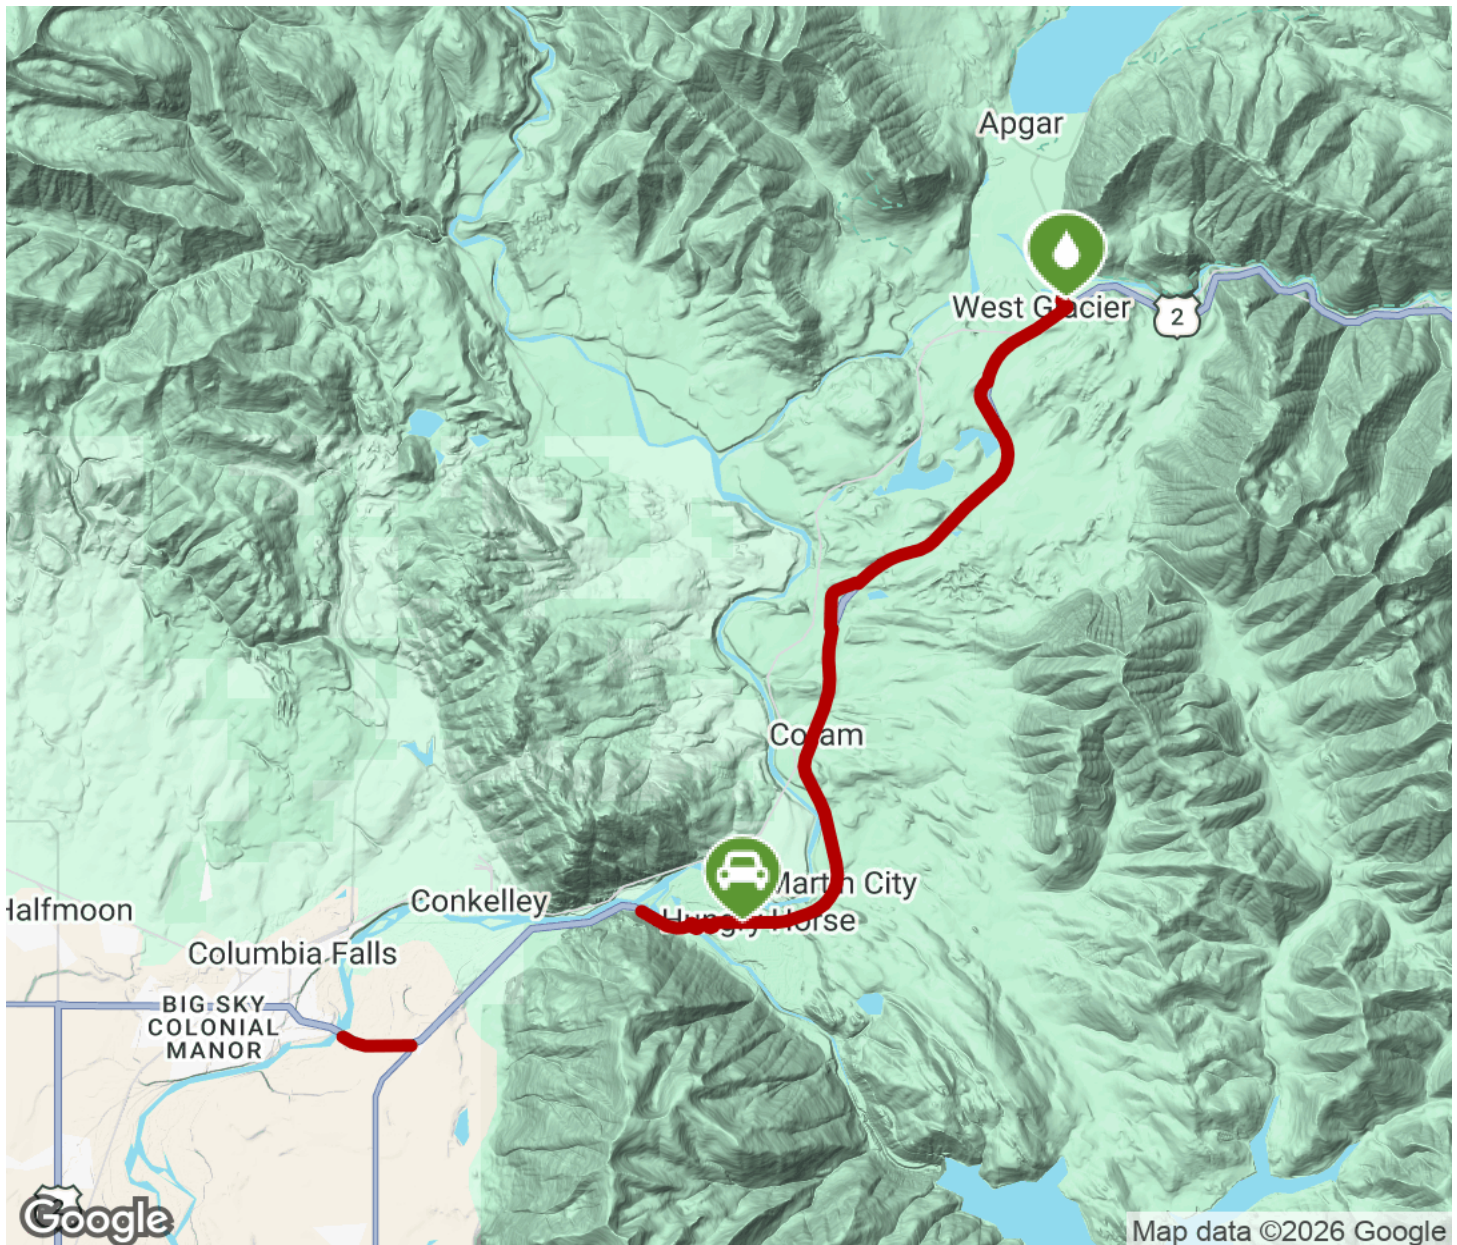 Apgar
West Glacier
2
Coram
Martin City
Hungry Horse
Conkelley
Halfmoon
Columbia Falls
BIG SKY
COLONIAL
MANOR
2
Google
Map data ©2026 Google